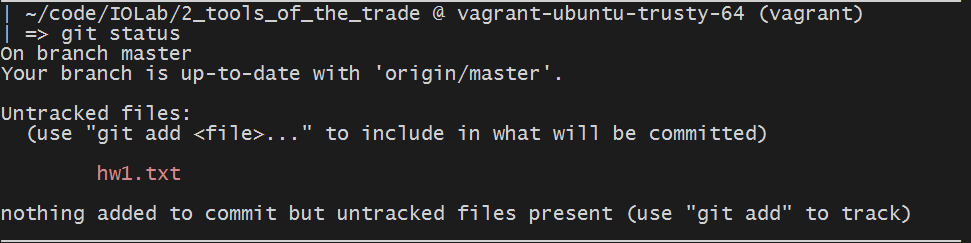 | ~/code/IOLab/2_tools_of_the_trade @ vagrant-ubuntu-trusty-64 (vagrant)
| => git status
On branch master
Your branch is up-to-date with 'origin/master'.
Untracked files:
(use "git add <file>..." to include in what will be committed)
hw1.txt
nothing added to commit but untracked files present (use "git add" to track)